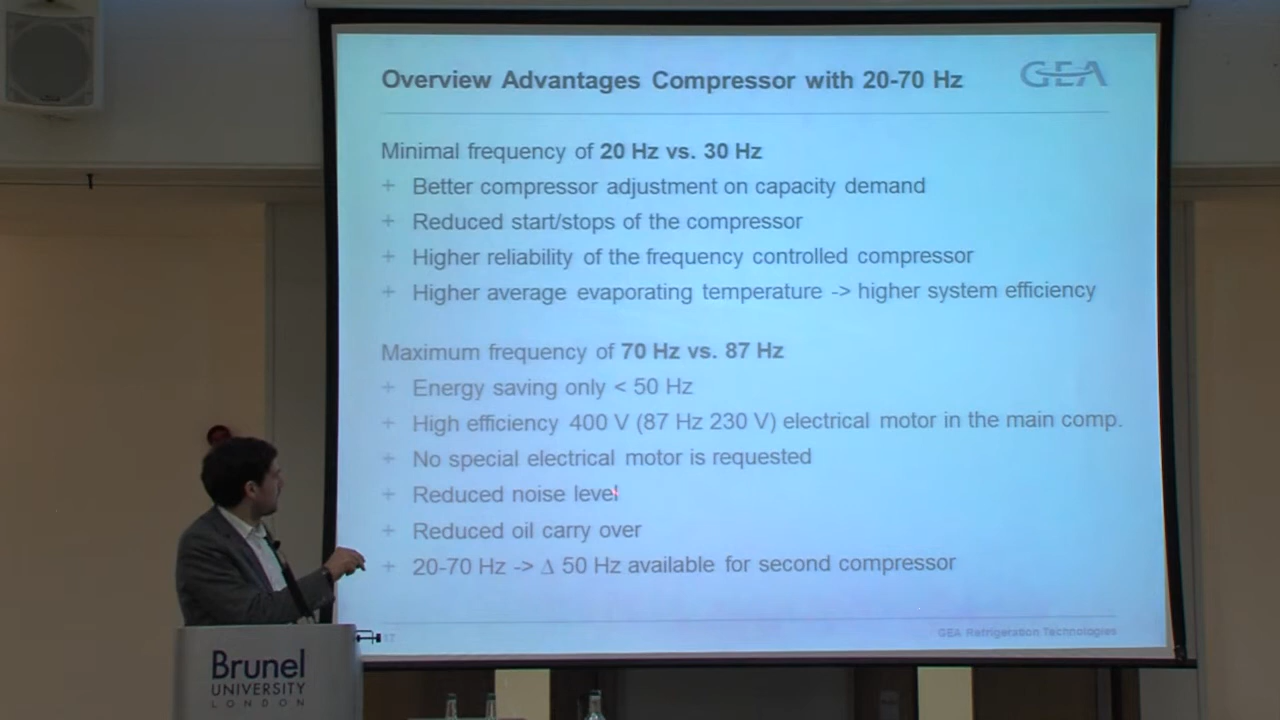 Overview Advantages Compressor with 20-70 Hz
GEA
Minimal frequency of 20 Hz vs. 30 Hz
+ Better compressor adjustment on capacity demand
+ Reduced start/stops of the compressor
+ Higher reliability of the frequency controlled compressor
+ Higher average evaporating temperature -> higher system efficiency
Maximum frequency of 70 Hz vs. 87 Hz
+ Energy saving only < 50 Hz
+ High efficiency 400 V (87 Hz 230 V) electrical motor in the main comp.
+ No special electrical motor is requested
+ Reduced noise level
+ Reduced oil carry over
+ 20-70 Hz -> Δ 50 Hz available for second compressor
17
GEA Refrigeration Technologies
Brunel
UNIVERSITY
LONDON